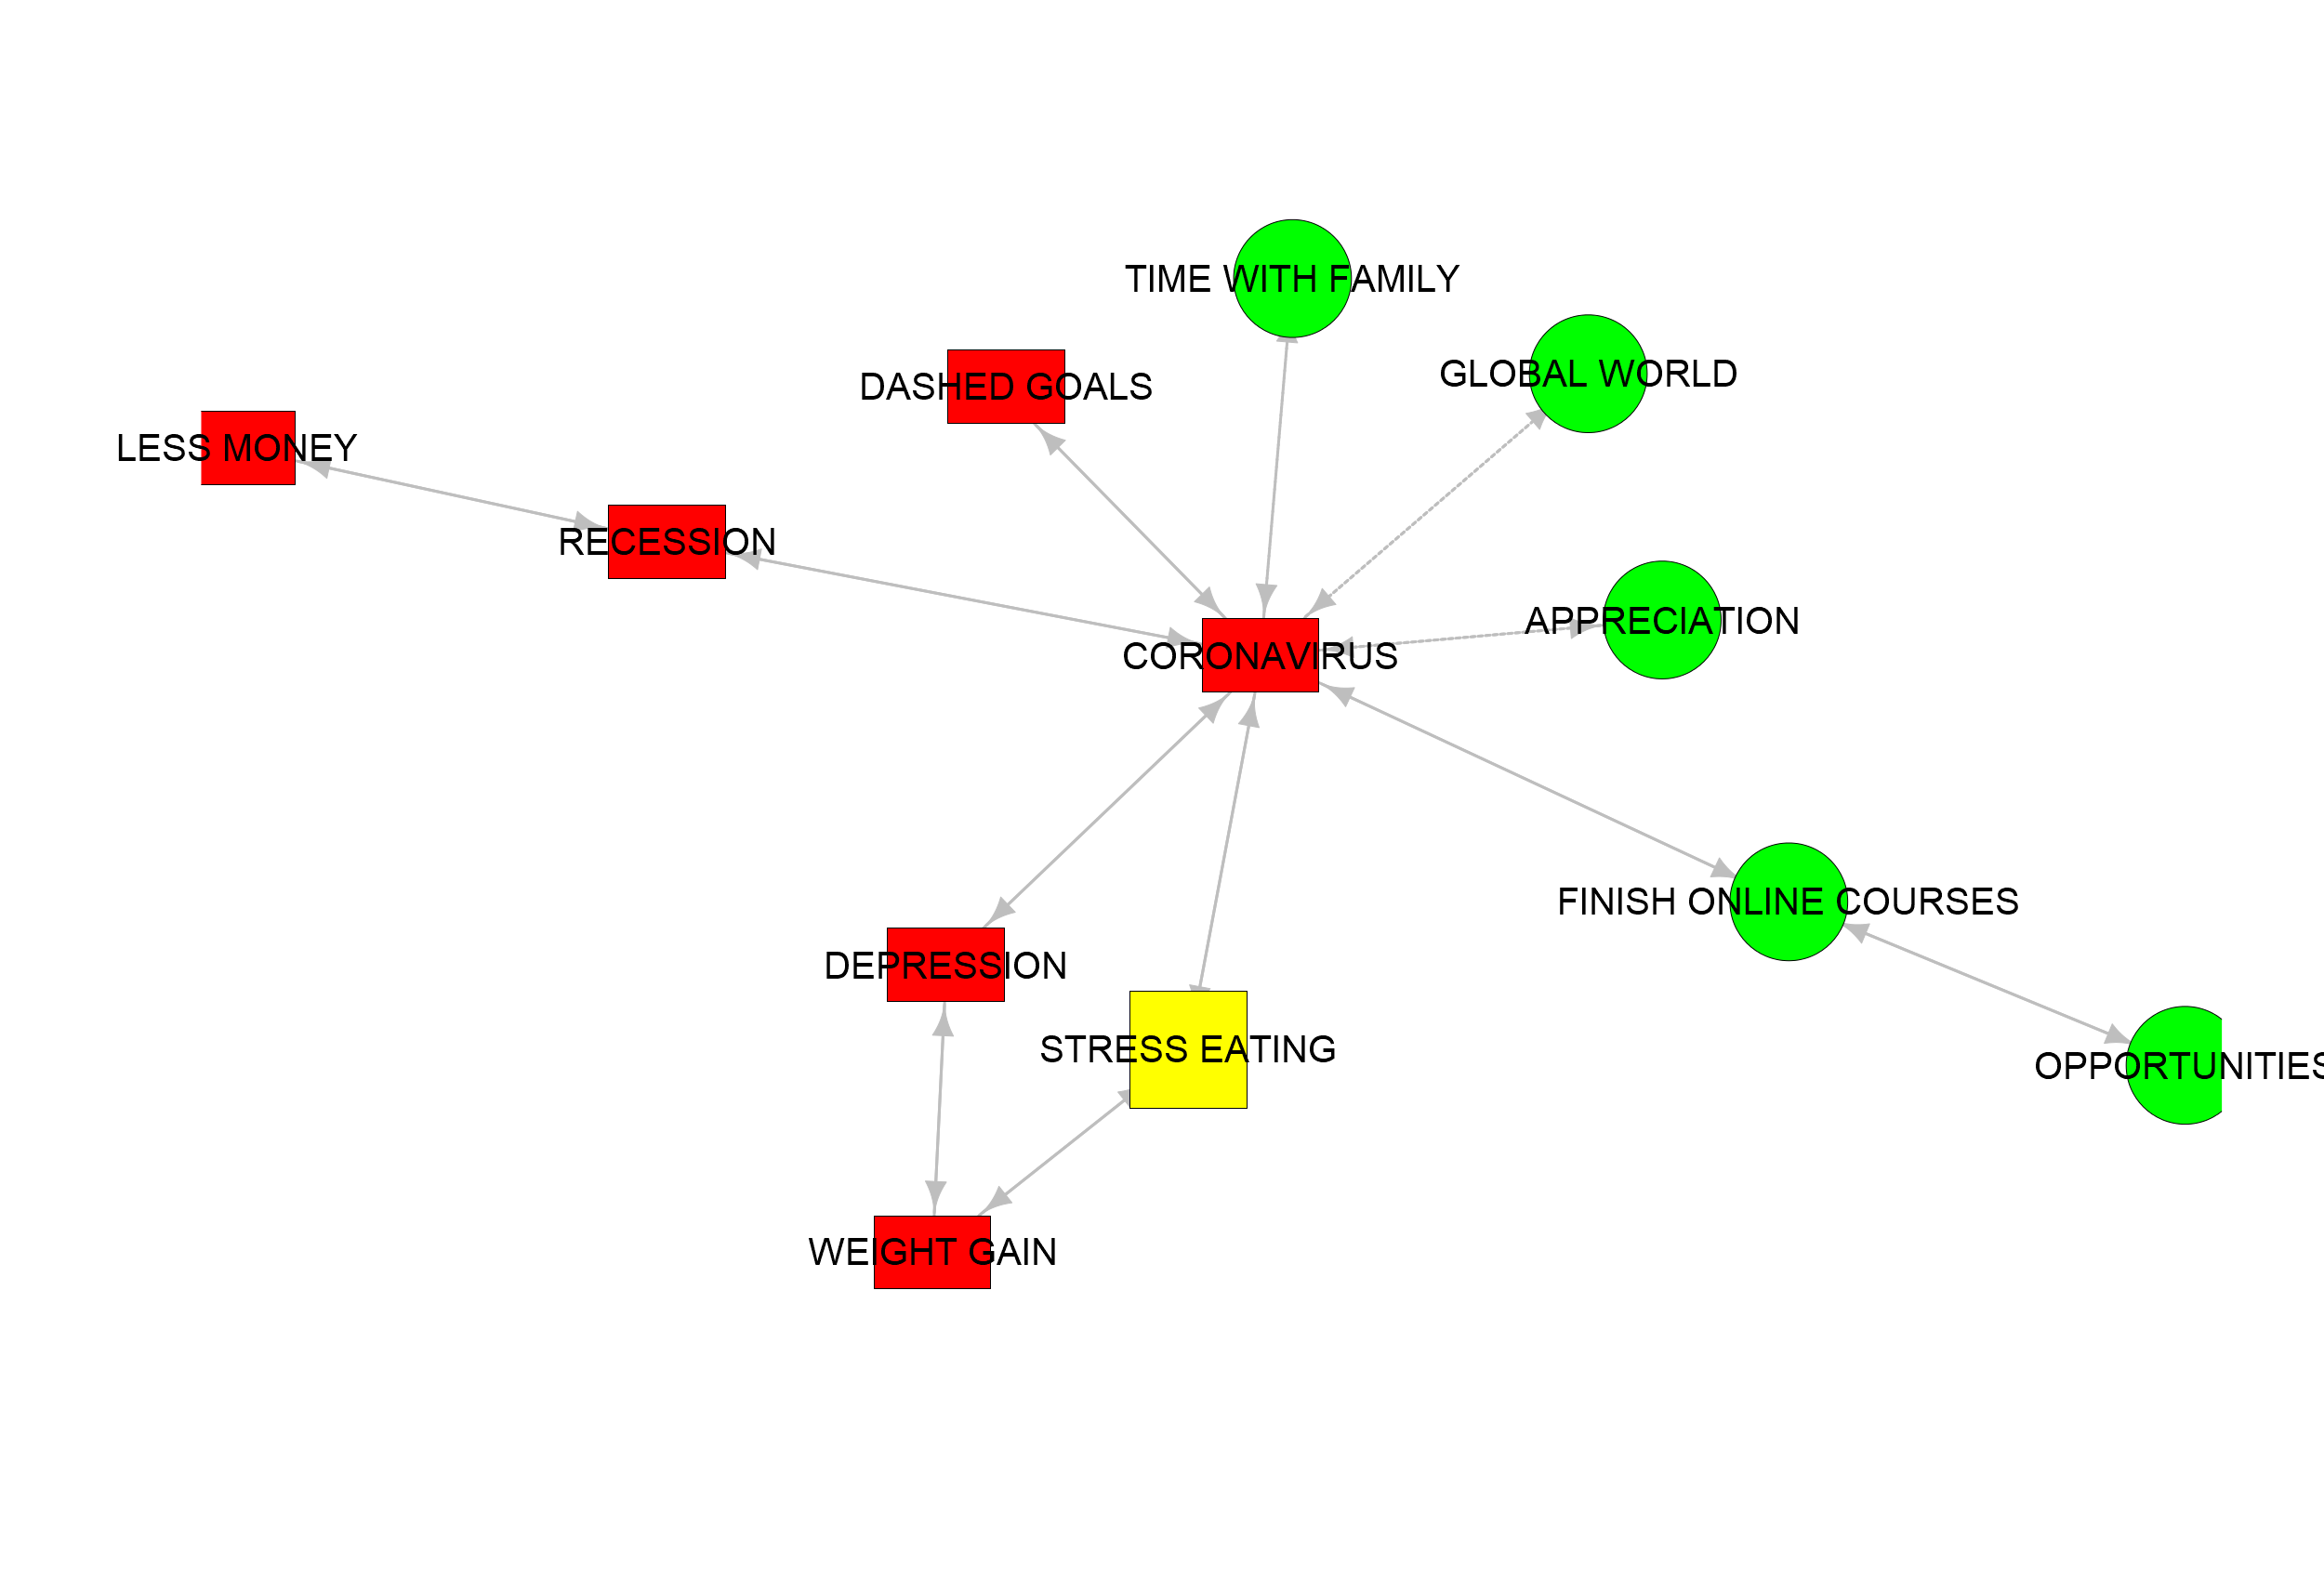 TIME WITH FAMILY
GLOBAL WORLD
DASHED GOALS
LESS MONEY
RECESSION
APPRECIATION
CORONAVIRUS
FINISH ONLINE COURSES
DEPRESSION
STRESS EATING
OPPORTUNITIES
WEIGHT GAIN